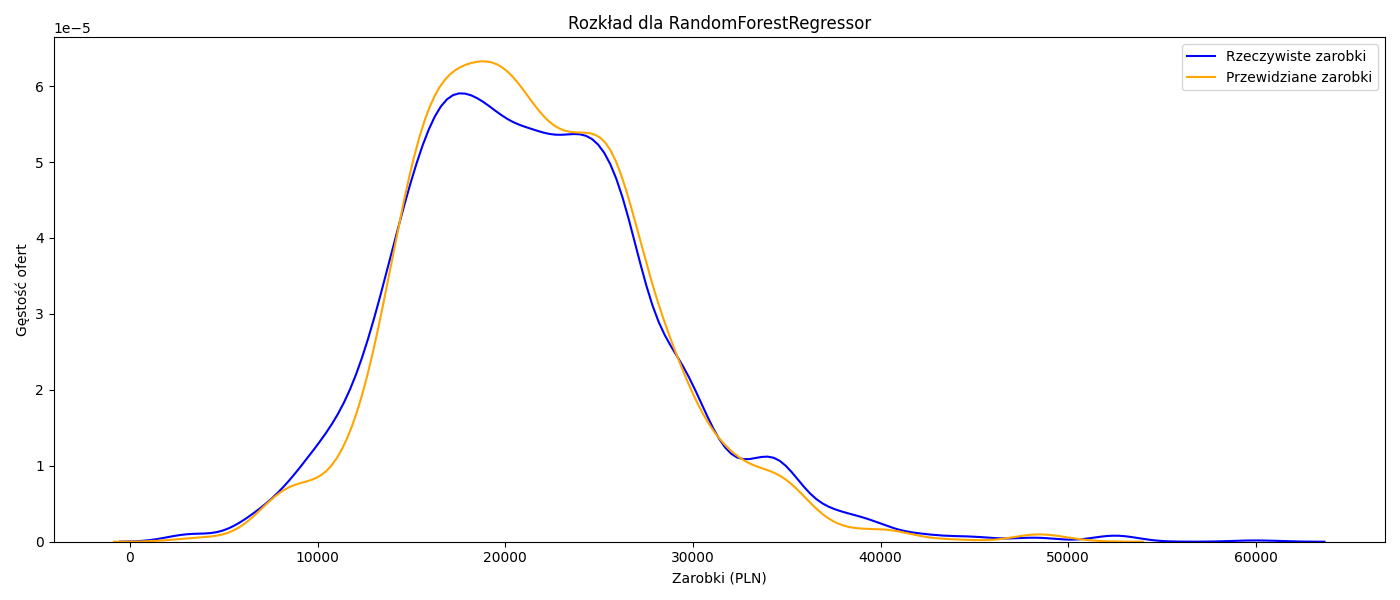 Rozkład dla RandomForestRegressor
1e−5
Rzeczywiste zarobki
Przewidziane zarobki
6
5
4
3
2
1
0
Gęstość ofert
0 10000 20000 30000 40000 50000 60000
Zarobki (PLN)